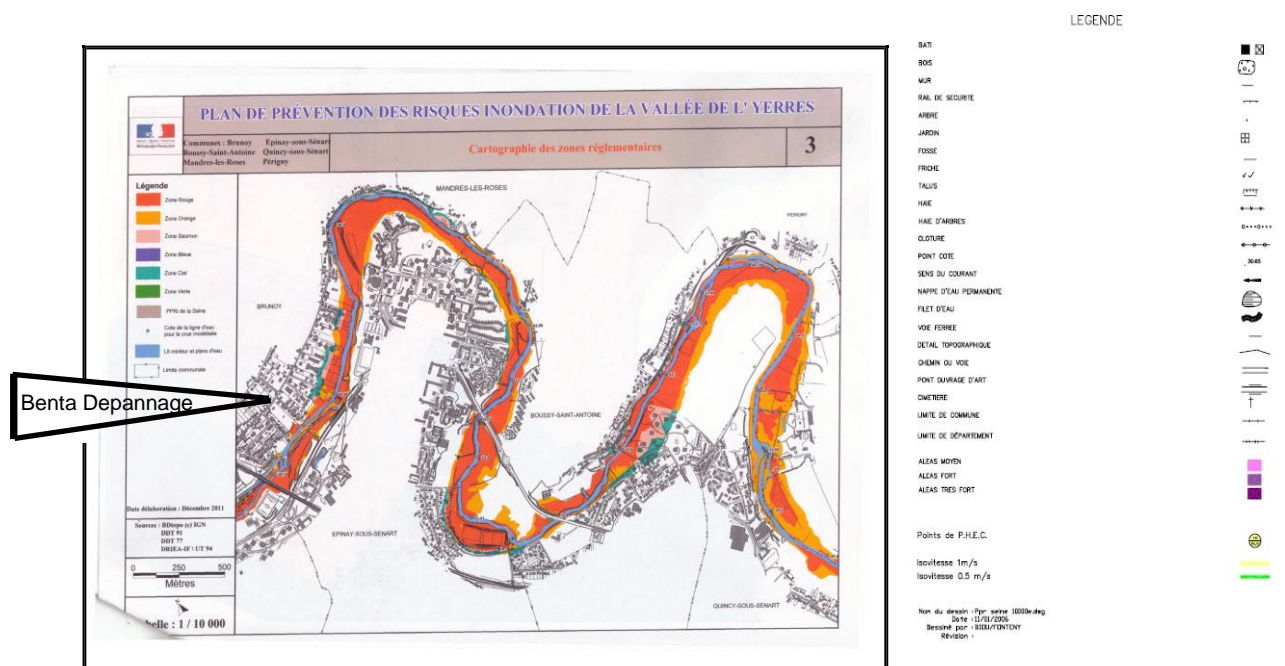 PLAN DE PRÉVENTION DES RISQUES INONDATION DE LA VALLÉE DE L' YERRES
RÉPUBLIQUE FRANÇAISE
Communes : Brunoy Epinay-sous-Sénart
Boussy-Saint-Antoine Quincy-sous-Sénart
Mandres-les-Roses Périgny
Cartographie des zones réglementaires
3
Légende
Zone Rouge
Zone Orange
Zone Saumon
Zone Bleue
Zone Ciel
Zone Verte
PPRI de la Seine
Cote de la ligne d'eau
pour la crue modélisée
Lit mineur et plans d'eau
Limite communale
MANDRES-LES-ROSES
PERIGNY
BRUNOY
BOUSSY-SAINT-ANTOINE
EPINAY-SOUS-SENART
QUINCY-SOUS-SENART
Benta Depannage
Date délaboration : Décembre 2011
Sources : BDtopo (c) IGN
DDT 91
DDT 77
DRIEA-IF \ UT 94
0 250 500
Mètres
helle : 1 / 10 000
LEGENDE
BATI
BOIS
MUR
RAIL DE SECURITE
ARBRE
JARDIN
FOSSE
FRICHE
TALUS
HAIE
HAIE D'ARBRES
CLOTURE
PONT COTE
30.85
SENS DU COURANT
NAPPE D'EAU PERMANENTE
FILET D'EAU
VOIE FERREE
DETAIL TOPOGRAPHIQUE
CHEMIN OU VOIE
PONT OUVRAGE D'ART
CIMETIERE
LIMITE DE COMMUNE
LIMITE DE DÉPARTEMENT
ALEAS MOYEN
ALEAS FORT
ALEAS TRES FORT
Points de P.H.E.C.
Isovitesse 1m/s
Isovitesse 0.5 m/s
Nom du dessin :Ppr seine 10000e.dwg
Date :11/01/2006
Dessiné par : BIDU/FONTENY
Révision :